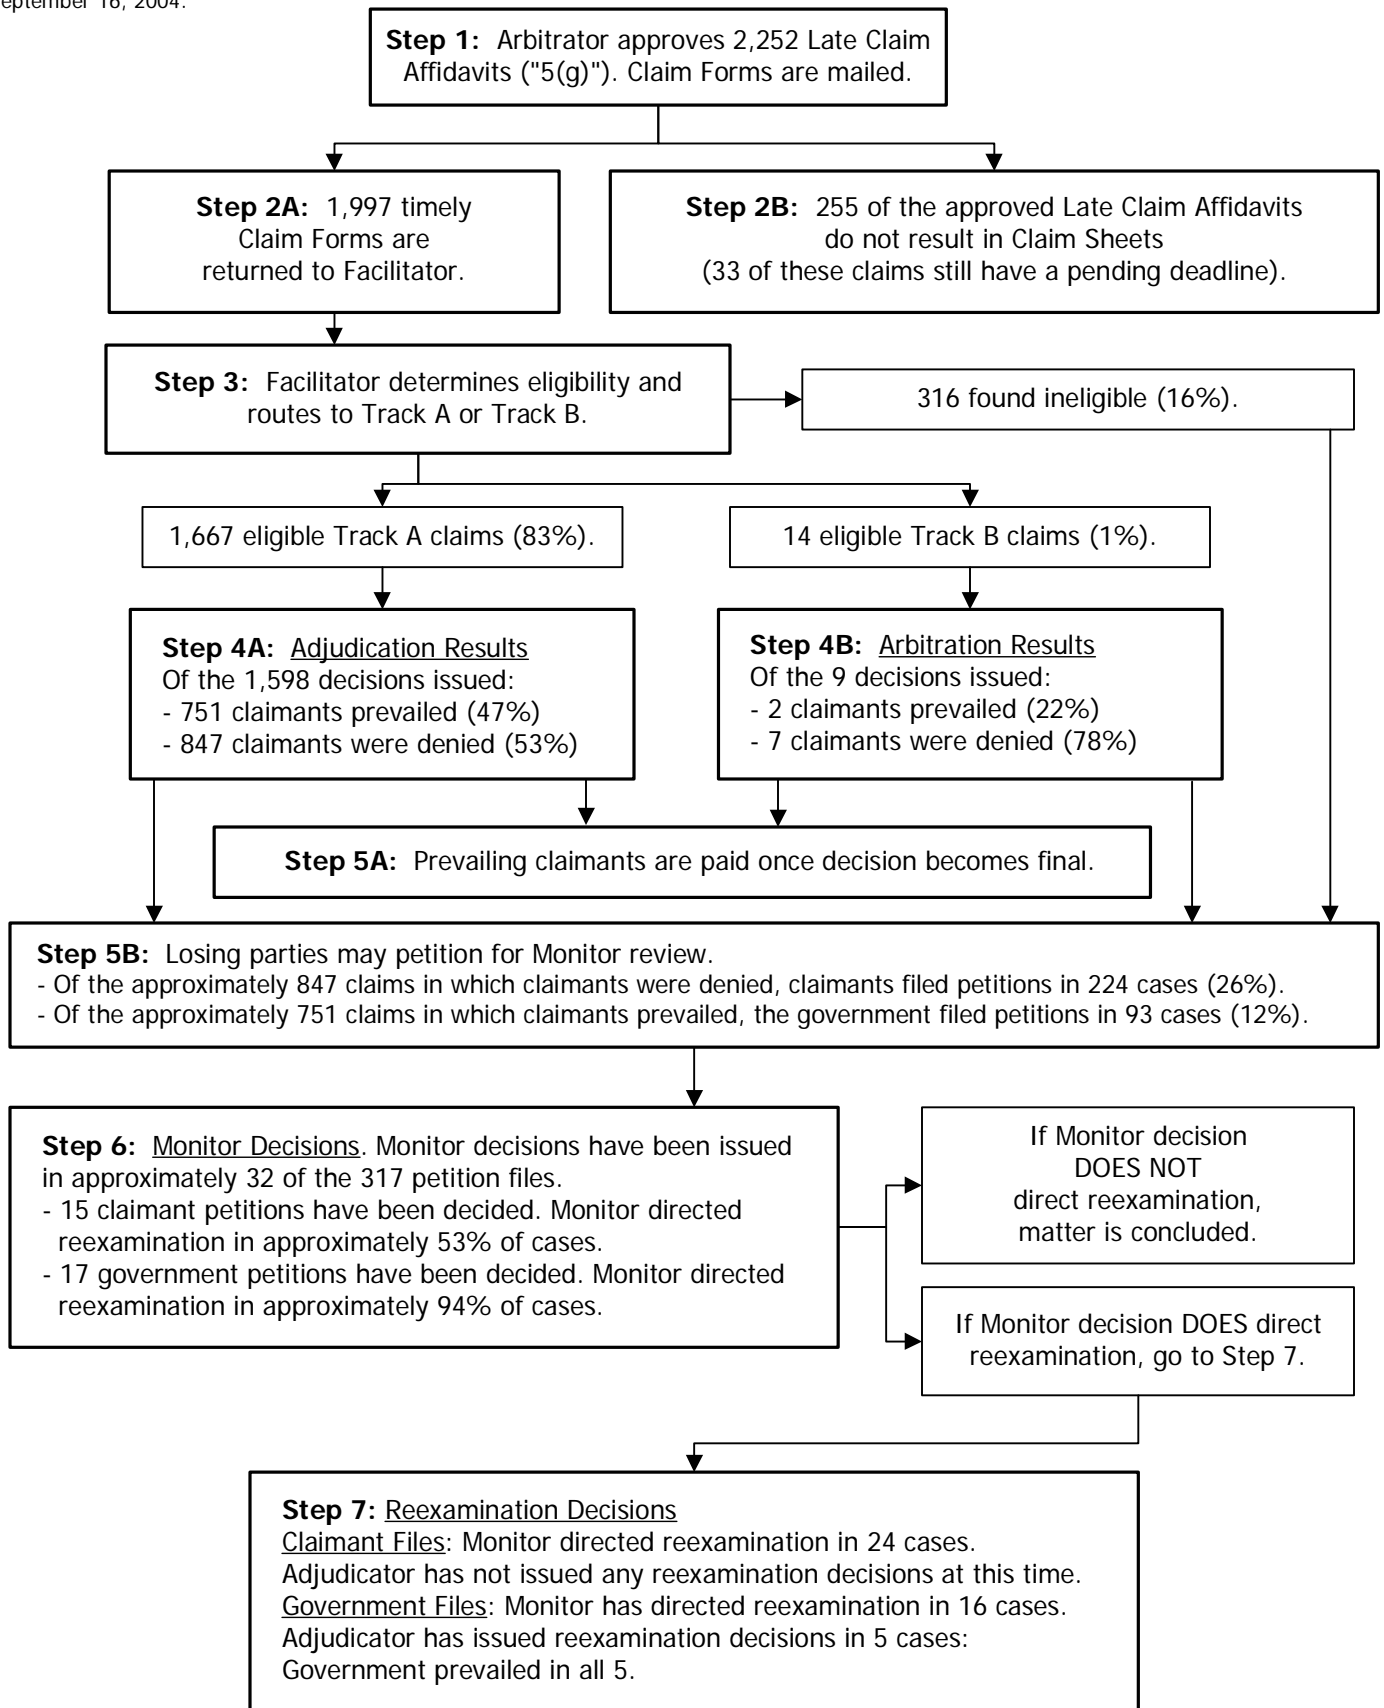 September 16, 2004.
Step 1: Arbitrator approves 2,252 Late Claim
Affidavits ("5(g)"). Claim Forms are mailed.
Step 2A: 1,997 timely
Claim Forms are
returned to Facilitator.
Step 2B: 255 of the approved Late Claim Affidavits
do not result in Claim Sheets
(33 of these claims still have a pending deadline).
Step 3: Facilitator determines eligibility and
routes to Track A or Track B.
316 found ineligible (16%).
1,667 eligible Track A claims (83%).
14 eligible Track B claims (1%).
Step 4A: Adjudication Results
Of the 1,598 decisions issued:
- 751 claimants prevailed (47%)
- 847 claimants were denied (53%)
Step 4B: Arbitration Results
Of the 9 decisions issued:
- 2 claimants prevailed (22%)
- 7 claimants were denied (78%)
Step 5A: Prevailing claimants are paid once decision becomes final.
Step 5B: Losing parties may petition for Monitor review.
- Of the approximately 847 claims in which claimants were denied, claimants filed petitions in 224 cases (26%).
- Of the approximately 751 claims in which claimants prevailed, the government filed petitions in 93 cases (12%).
Step 6: Monitor Decisions. Monitor decisions have been issued
in approximately 32 of the 317 petition files.
- 15 claimant petitions have been decided. Monitor directed
reexamination in approximately 53% of cases.
- 17 government petitions have been decided. Monitor directed
reexamination in approximately 94% of cases.
If Monitor decision
DOES NOT
direct reexamination,
matter is concluded.
If Monitor decision DOES direct
reexamination, go to Step 7.
Step 7: Reexamination Decisions
Claimant Files: Monitor directed reexamination in 24 cases.
Adjudicator has not issued any reexamination decisions at this time.
Government Files: Monitor has directed reexamination in 16 cases.
Adjudicator has issued reexamination decisions in 5 cases:
Government prevailed in all 5.